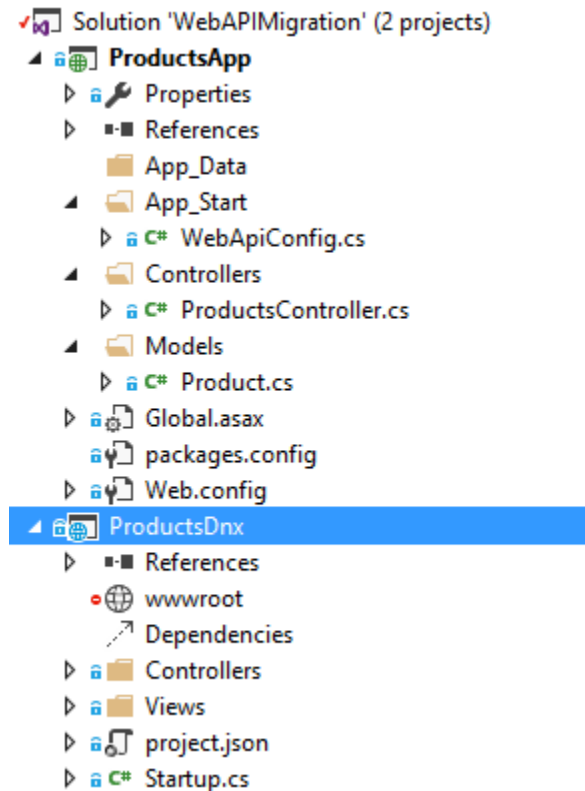 Solution 'WebAPIMigration' (2 projects)
ProductsApp
Properties
References
App_Data
App_Start
C# WebApiConfig.cs
Controllers
C# ProductsController.cs
Models
C# Product.cs
Global.asax
packages.config
Web.config
ProductsDnx
References
wwwroot
Dependencies
Controllers
Views
project.json
C# Startup.cs